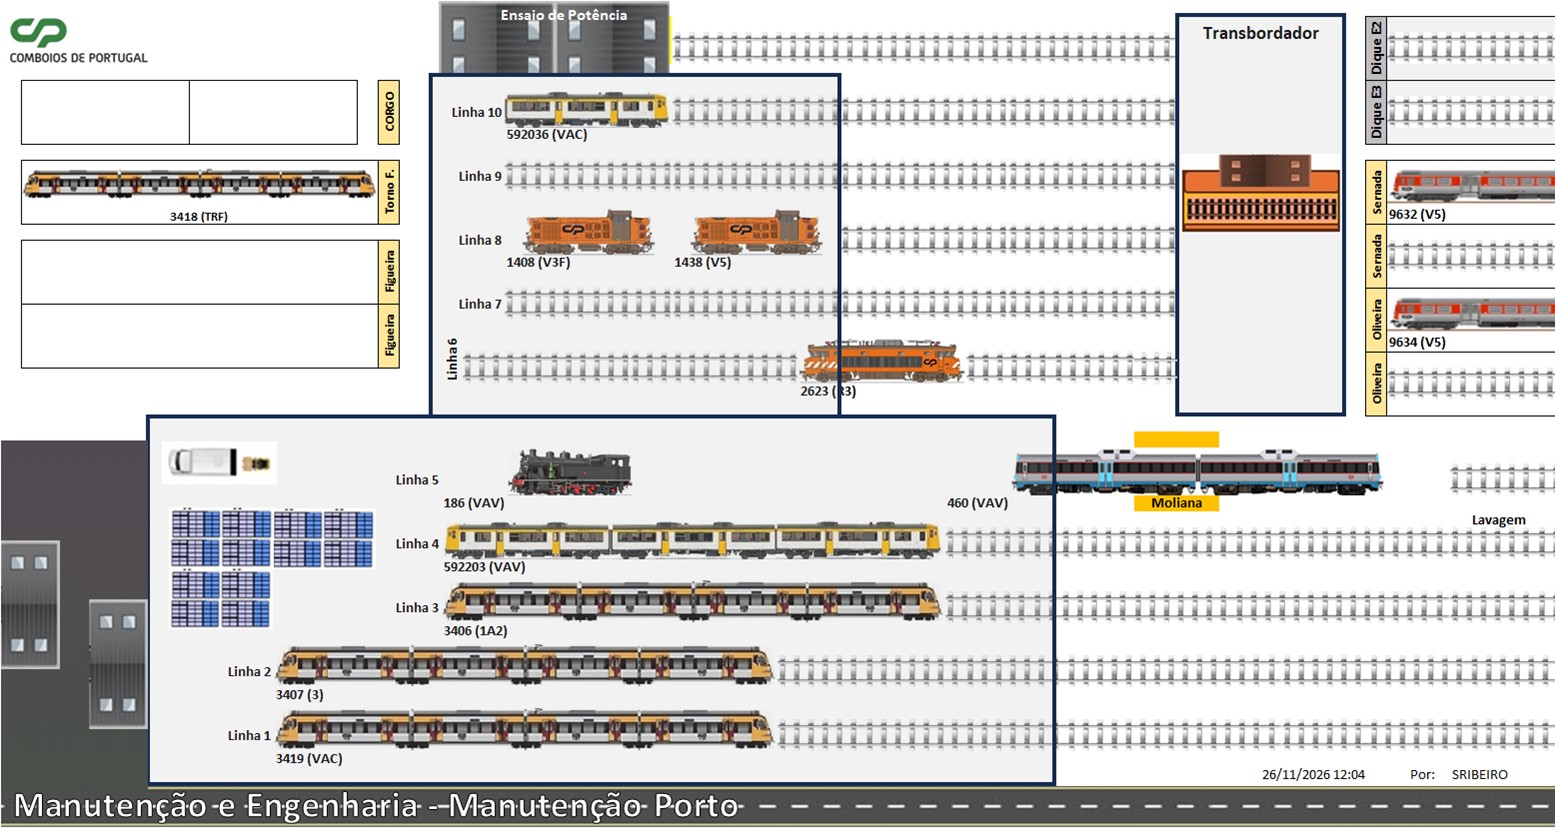 Ensaio de Potência
Transbordador
Dique E2
Dique E3
CP
COMBOIOS DE PORTUGAL
CORGO
Linha 10
592036 (VAC)
Torno F.
3418 (TRF)
Linha 9
Sernada
9632 (V5)
Linha 8
1408 (V3F)
1438 (V5)
Sernada
Figueira
Linha 7
Oliveira
9634 (V5)
Figueira
Linha 6
2623 (R3)
Oliveira
Linha 5
186 (VAV)
460 (VAV)
Moliana
Lavagem
Linha 4
592203 (VAV)
Linha 3
3406 (1A2)
Linha 2
3407 (3)
Linha 1
3419 (VAC)
26/11/2026 12:04
Por: SRIBEIRO
Manutenção e Engenharia - Manutenção Porto